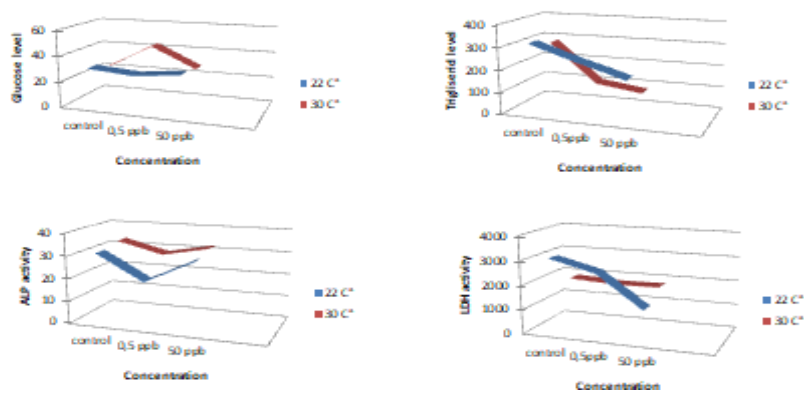 Glucose level
60
40
20
0
control 0,5 ppb 50 ppb
Concentration
22 C°
30 C°
Trigliserid level
400
300
200
100
0
control 0,5ppb 50 ppb
Concentration
22 C°
30 C°
ALP activity
40
30
20
10
0
control 0,5 ppb 50 ppb
Concentration
22 C°
30 C°
LDH activity
4000
3000
2000
1000
0
control 0,5ppb 50 ppb
Concentration
22 C°
30 C°